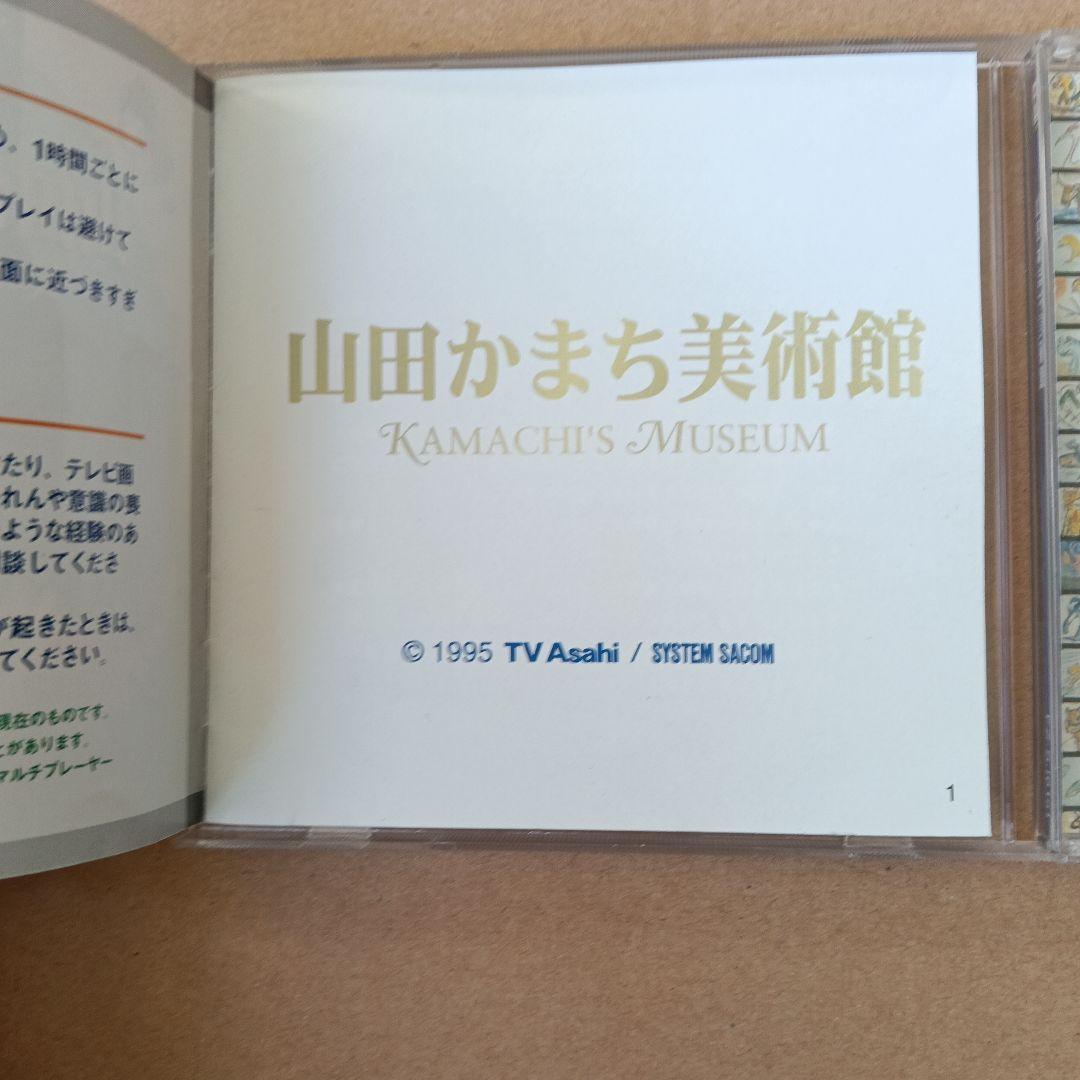 。1時間ごとに
プレイは避けて
面に近づきすぎ
たり、テレビ画
れんや意識の喪
ような経験のあ
談してくださ
が起きたときは、
てください。
現在のものです。
とがあります。
マルチプレーヤー
山田かまち美術館
KAMACHI'S MUSEUM
© 1995 TV Asahi / SYSTEM SACOM
1